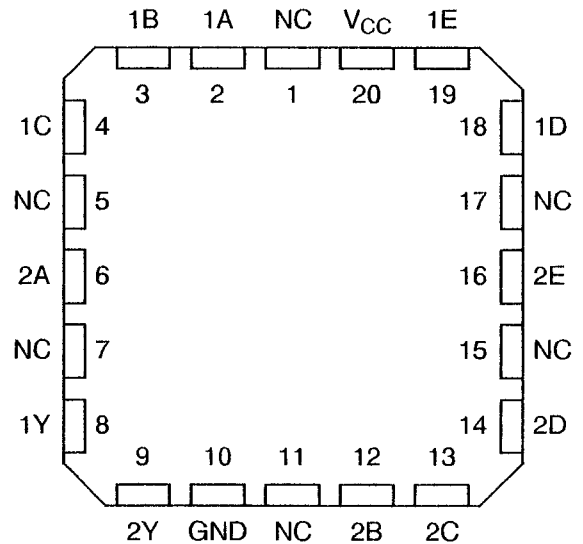 1B 1A NC VCC 1E
3 2 1 20 19
1C 4 18 1D
NC 5 17 NC
2A 6 16 2E
NC 7 15 NC
1Y 8 14 2D
9 10 11 12 13
2Y GND NC 2B 2C